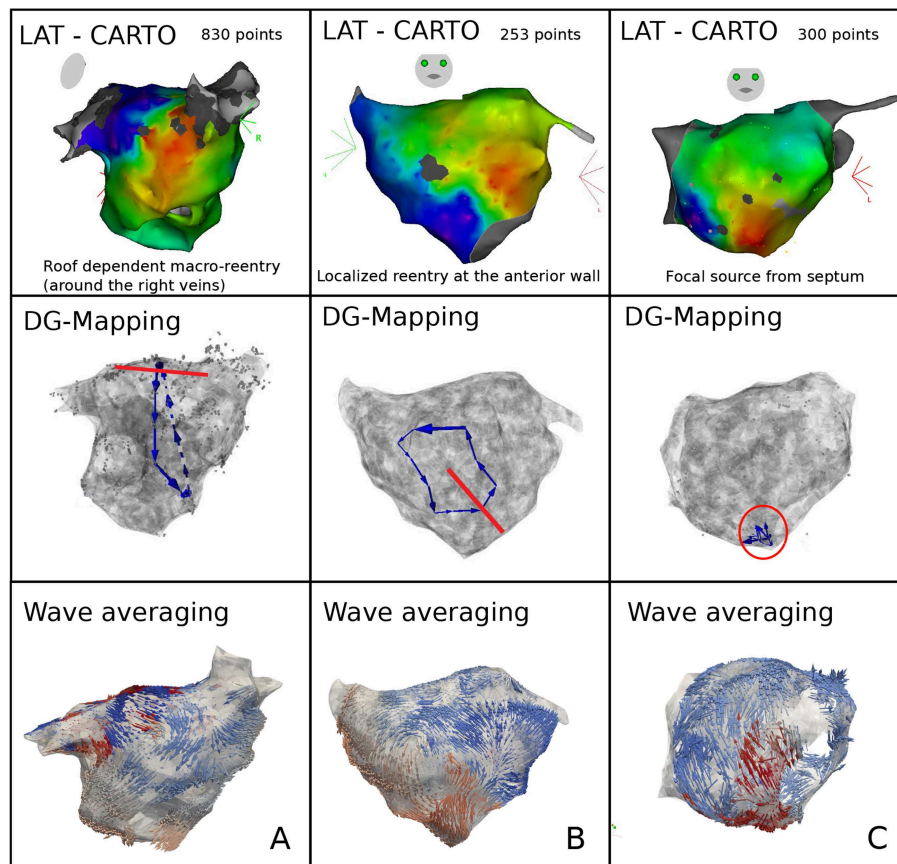 LAT - CARTO 830 points
LAT - CARTO 253 points
LAT - CARTO 300 points
R
L
Roof dependent macro-reentry
(around the right veins)
Localized reentry at the anterior wall
Focal source from septum
DG-Mapping
DG-Mapping
DG-Mapping
Wave averaging
Wave averaging
Wave averaging
A
B
C